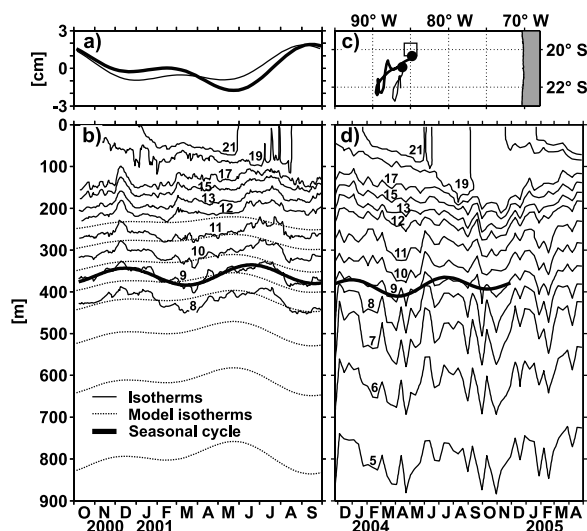 90° W
80° W
70° W
3
a)
c)
20° S
[cm]
0
22° S
-3
0
b)
d)
21
19
21
19
100
17
15
13
12
17
15
13
12
200
11
11
300
10
10
9
9
400
8
8
[m]
500
7
600
6
Isotherms
700
Model isotherms
Seasonal cycle
800
5
900
O N D J F M A M J J A S
D J F M A M J J A S O N D J F M A
2000 2001
2004 2005